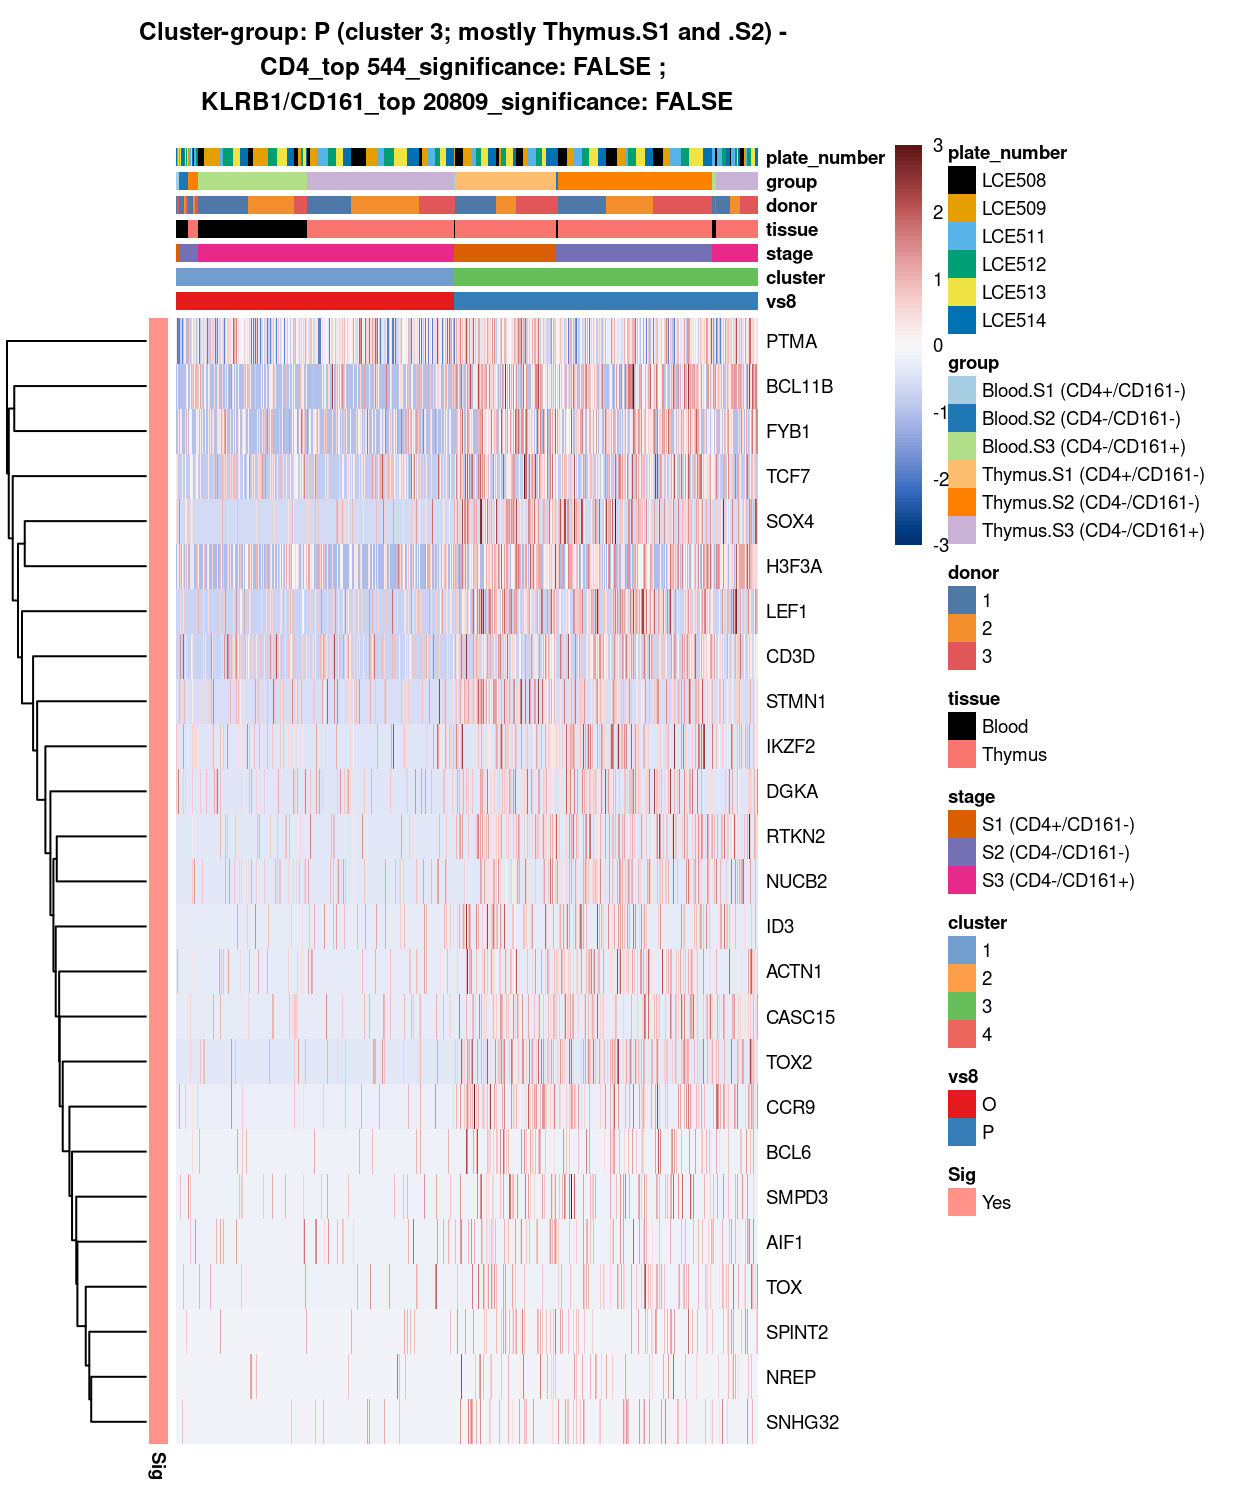 Cluster-group: P (cluster 3; mostly Thymus.S1 and .S2) -
CD4_top 544_significance: FALSE ;
KLRB1/CD161_top 20809_significance: FALSE
plate_number
group
donor
tissue
stage
cluster
vs8
PTMA
BCL11B
FYB1
TCF7
SOX4
H3F3A
LEF1
CD3D
STMN1
IKZF2
DGKA
RTKN2
NUCB2
ID3
ACTN1
CASC15
TOX2
CCR9
BCL6
SMPD3
AIF1
TOX
SPINT2
NREP
SNHG32
Sig
3
2
1
0
-1
-2
-3
plate_number
LCE508
LCE509
LCE511
LCE512
LCE513
LCE514
group
Blood.S1 (CD4+/CD161-)
Blood.S2 (CD4-/CD161-)
Blood.S3 (CD4-/CD161+)
Thymus.S1 (CD4+/CD161-)
Thymus.S2 (CD4-/CD161-)
Thymus.S3 (CD4-/CD161+)
donor
1
2
3
tissue
Blood
Thymus
stage
S1 (CD4+/CD161-)
S2 (CD4-/CD161-)
S3 (CD4-/CD161+)
cluster
1
2
3
4
vs8
O
P
Sig
Yes